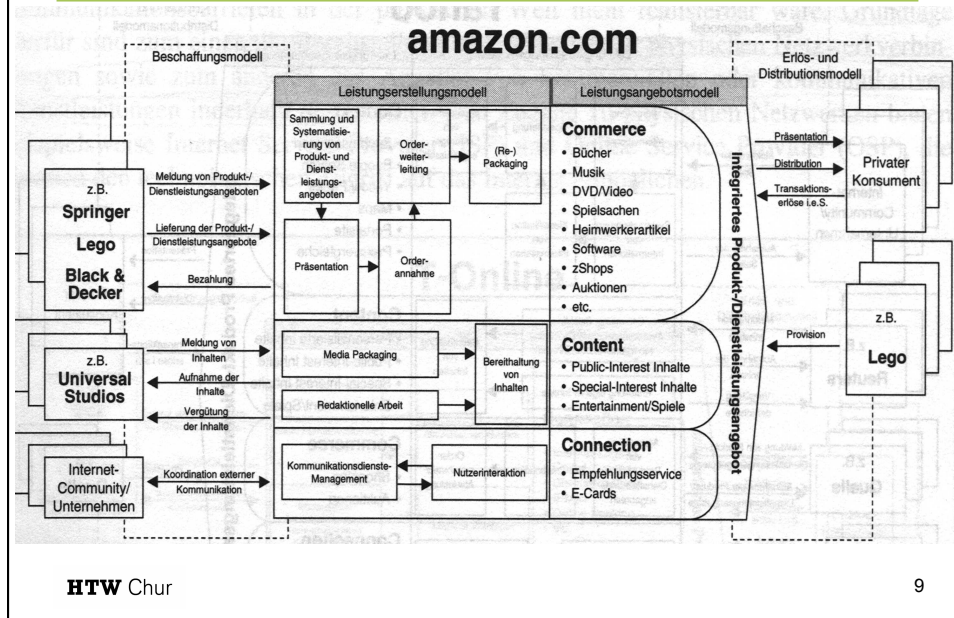 amazon.com
Beschaffungsmodell
Erlös- und
Distributionsmodell
Leistungserstellungsmodell
Leistungsangebotsmodell
z.B.
Springer
Lego
Black &
Decker
Meldung von Produkt-/
Dienstleistungsangeboten
Lieferung der Produkt-/
Dienstleistungsangebote
Bezahlung
Sammlung und
Systematisie-
rung von
Produkt- und
Dienst-
leistungs-
angeboten
Order-
weiter-
leitung
(Re-)
Packaging
Präsentation
Order-
annahme
Commerce
• Bücher
• Musik
• DVD/Video
• Spielsachen
• Heimwerkerartikel
• Software
• zShops
• Auktionen
• etc.
Integriertes Produkt-/Dienstleistungsangebot
Präsentation
Distribution
Transaktions-
erlöse i.e.S.
Privater
Konsument
z.B.
Universal
Studios
Meldung von
Inhalten
Aufnahme der
Inhalte
Vergütung
der Inhalte
Media Packaging
Redaktionelle Arbeit
Bereithaltung
von
Inhalten
Content
• Public-Interest Inhalte
• Special-Interest Inhalte
• Entertainment/Spiele
Provision
z.B.
Lego
Internet-
Community/
Unternehmen
Koordination externer
Kommunikation
Kommunikationsdienste-
Management
Nutzerinteraktion
Connection
• Empfehlungsservice
• E-Cards
HTW Chur
9